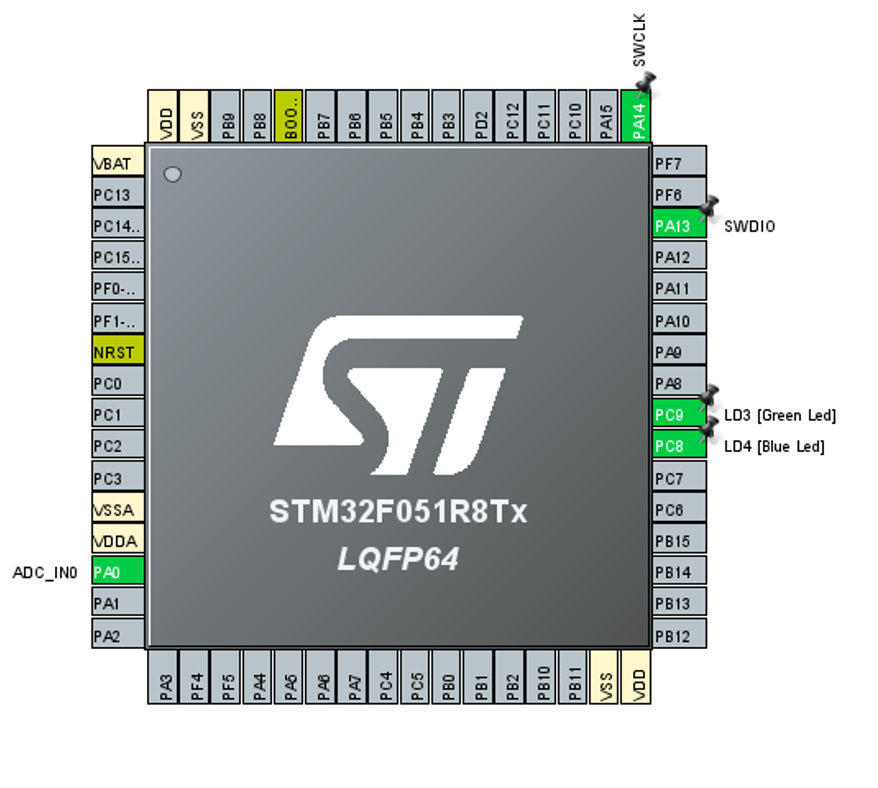 SWCLK
VDD
VSS
PB9
PB8
BOO..
PB7
PB6
PB5
PB4
PB3
PD2
PC12
PC11
PC10
PA15
PA14
VBAT
PC13
PC14..
PC15..
PF0-..
PF1-..
NRST
PC0
PC1
PC2
PC3
VSSA
VDDA
ADC_IN0 PA0
PA1
PA2
STM32F051R8Tx
LQFP64
PF7
PF6
PA13 SWDIO
PA12
PA11
PA10
PA9
PA8
PC9 LD3 [Green Led]
PC8 LD4 [Blue Led]
PC7
PC6
PB15
PB14
PB13
PB12
PA3
PF4
PF5
PA4
PA5
PA6
PA7
PC4
PC5
PB0
PB1
PB2
PB10
PB11
VSS
VDD